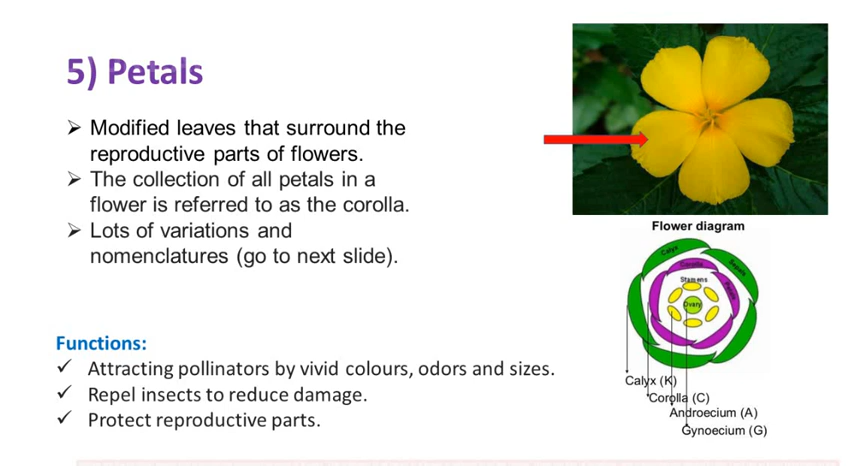 5) Petals
➢ Modified leaves that surround the
reproductive parts of flowers.
➢ The collection of all petals in a
flower is referred to as the corolla.
➢ Lots of variations and
nomenclatures (go to next slide).
Functions:
✓ Attracting pollinators by vivid colours, odors and sizes.
✓ Repel insects to reduce damage.
✓ Protect reproductive parts.
Flower diagram
Calyx
Sepals
Corolla
Petals
Stamens
Ovary
Calyx (K)
Corolla (C)
Androecium (A)
Gynoecium (G)